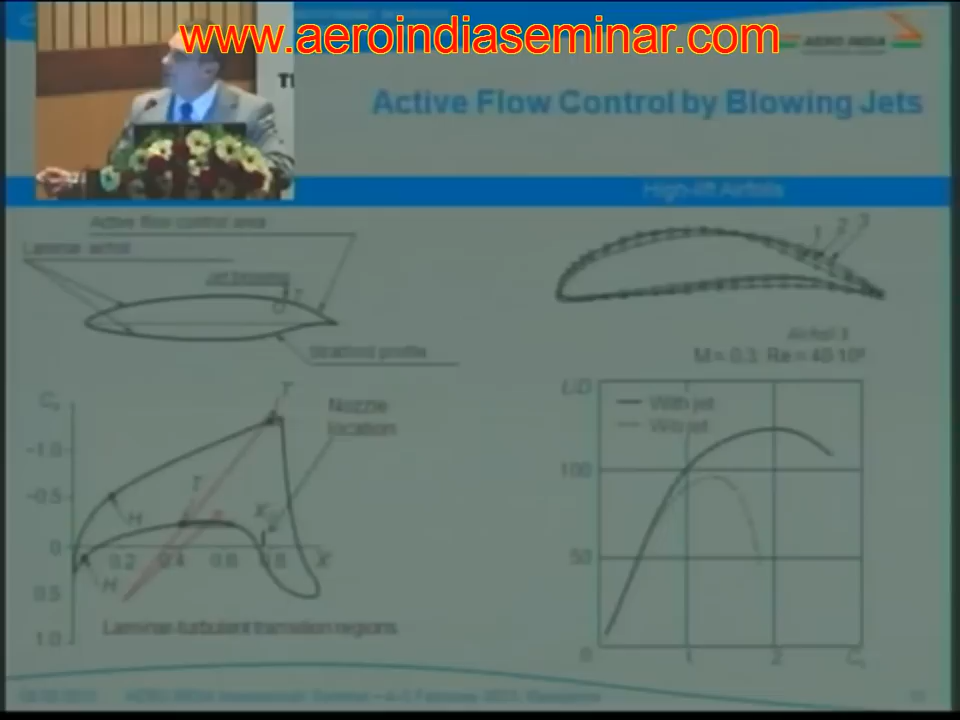 www.aeroindiaseminar.com
AERO INDIA
Active Flow Control by Blowing Jets
High-lift Airfoils
Active flow control area
Laminar airfoil
Jet blowing
Stratford profile
1 2 3
M = 0.3; Re = 40·10⁶
T
Nozzle
location
-1.0
-0.5
H
T
0
0.2 0.4 0.6 0.8 X
H
0.5
1.0
Laminar-turbulent transition regions
L/D
With jet
W/o jet
100
50
0 1 2